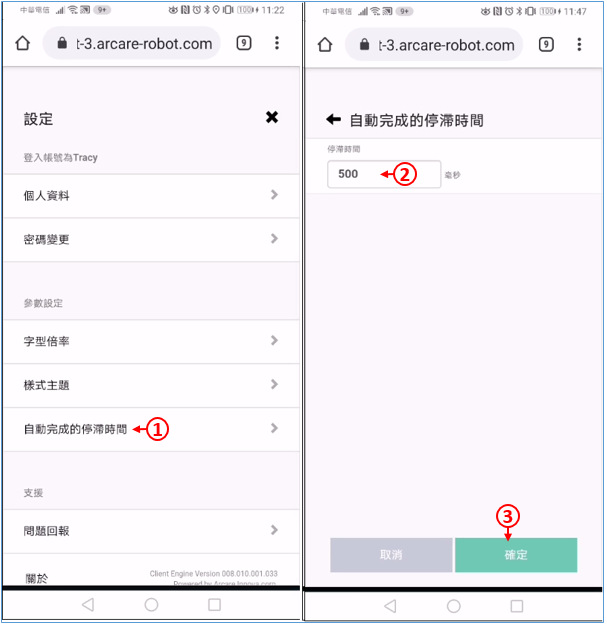 中華電信 9+ 100 11:22
t-3.arcare-robot.com 9
設定
登入帳號為Tracy
個人資料
密碼變更
參數設定
字型倍率
樣式主題
自動完成的停滯時間 1
支援
問題回報
關於
Client Engine Version 008.010.001.033
Powered by Arcare Innova.com
中華電信 9+ 100 11:47
t-3.arcare-robot.com 9
自動完成的停滯時間
停滯時間
500 2 毫秒
3
取消 確定